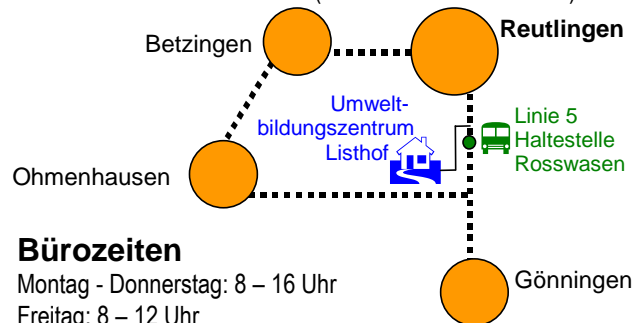 Betzingen
Reutlingen
Umwelt-
bildungszentrum
Listhof
Linie 5
Haltestelle
Rosswasen
Ohmenhausen
Gönningen
Bürozeiten
Montag - Donnerstag: 8 – 16 Uhr
Freitag: 8 – 12 Uhr